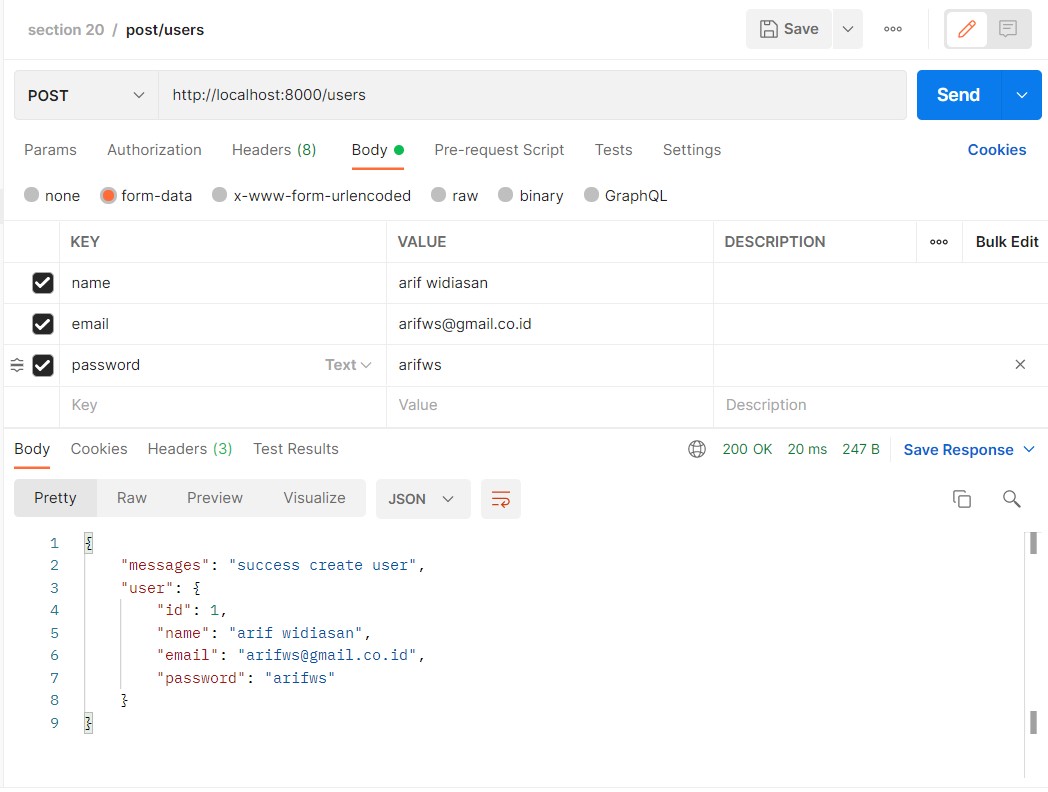 section 20 / post/users Save
POST http://localhost:8000/users Send
Params Authorization Headers (8) Body Pre-request Script Tests Settings Cookies
none form-data x-www-form-urlencoded raw binary GraphQL
KEY VALUE DESCRIPTION Bulk Edit
name arif widiasan
email arifws@gmail.co.id
password Text arifws
Key Value Description
Body Cookies Headers (3) Test Results 200 OK 20 ms 247 B Save Response
Pretty Raw Preview Visualize JSON
1 {
2 "messages": "success create user",
3 "user": {
4 "id": 1,
5 "name": "arif widiasan",
6 "email": "arifws@gmail.co.id",
7 "password": "arifws"
8 }
9 }